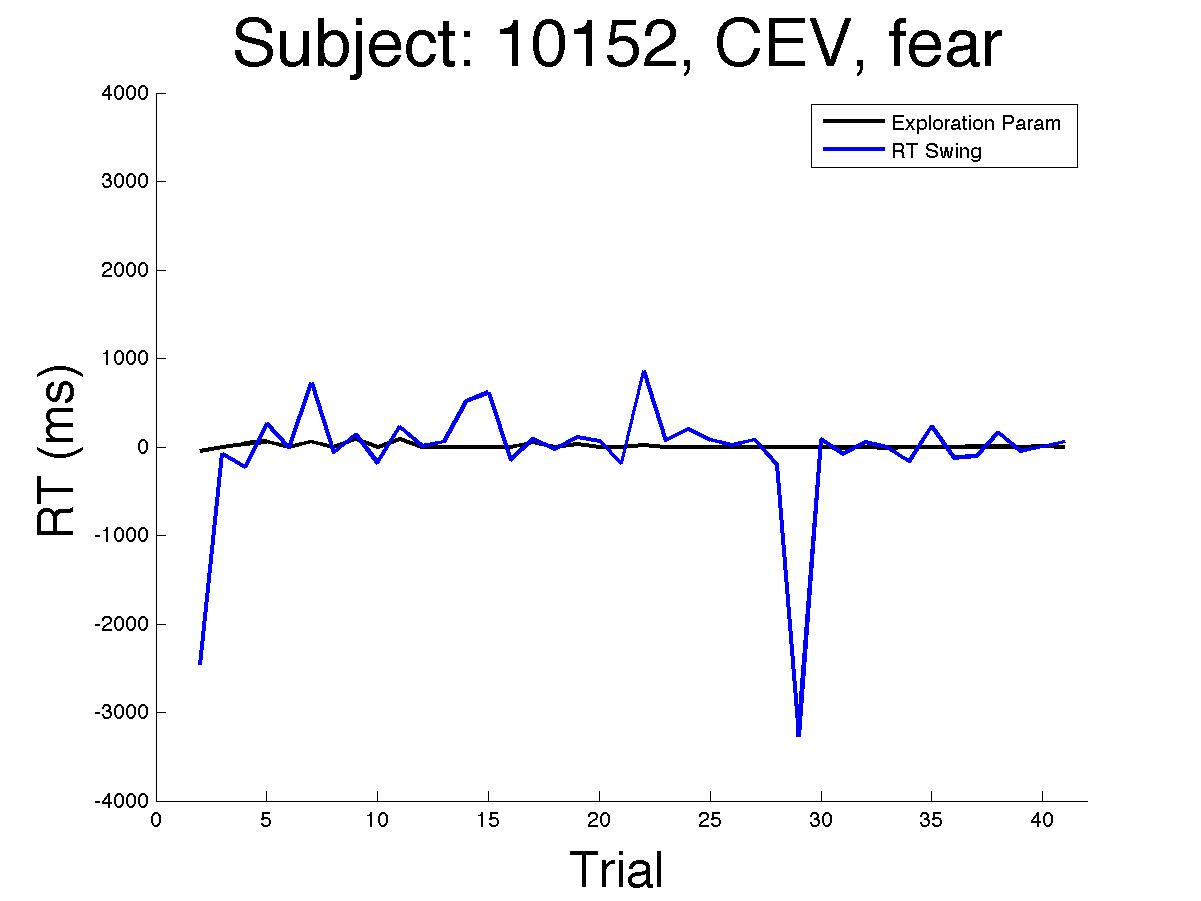 Subject: 10152, CEV, fear
4000
3000
2000
1000
0
-1000
-2000
-3000
-4000
RT (ms)
Exploration Param
RT Swing
0 5 10 15 20 25 30 35 40
Trial